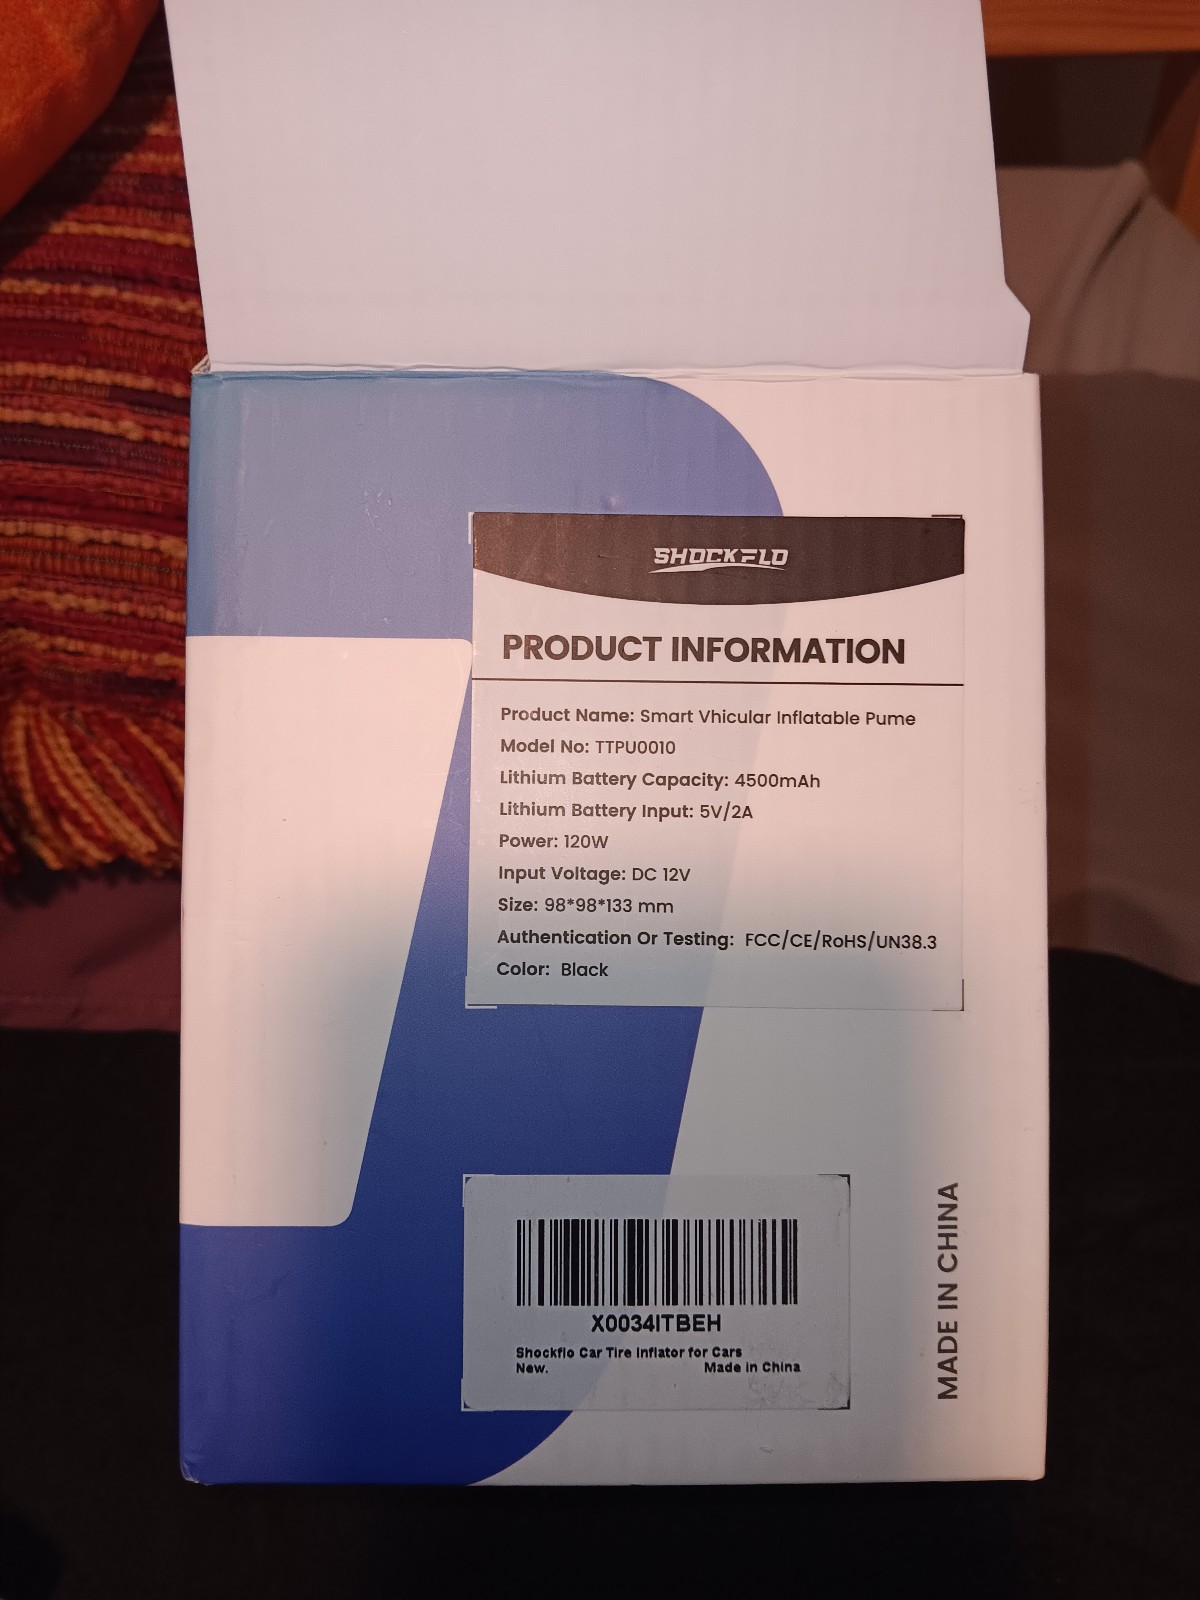 SHOCKFLO
PRODUCT INFORMATION
Product Name: Smart Vhicular Inflatable Pume
Model No: TTPU0010
Lithium Battery Capacity: 4500mAh
Lithium Battery Input: 5V/2A
Power: 120W
Input Voltage: DC 12V
Size: 98*98*133 mm
Authentication Or Testing: FCC/CE/RoHS/UN38.3
Color: Black
X0034ITBEH
Shockflo Car Tire Inflator for Cars
New. Made in China
MADE IN CHINA